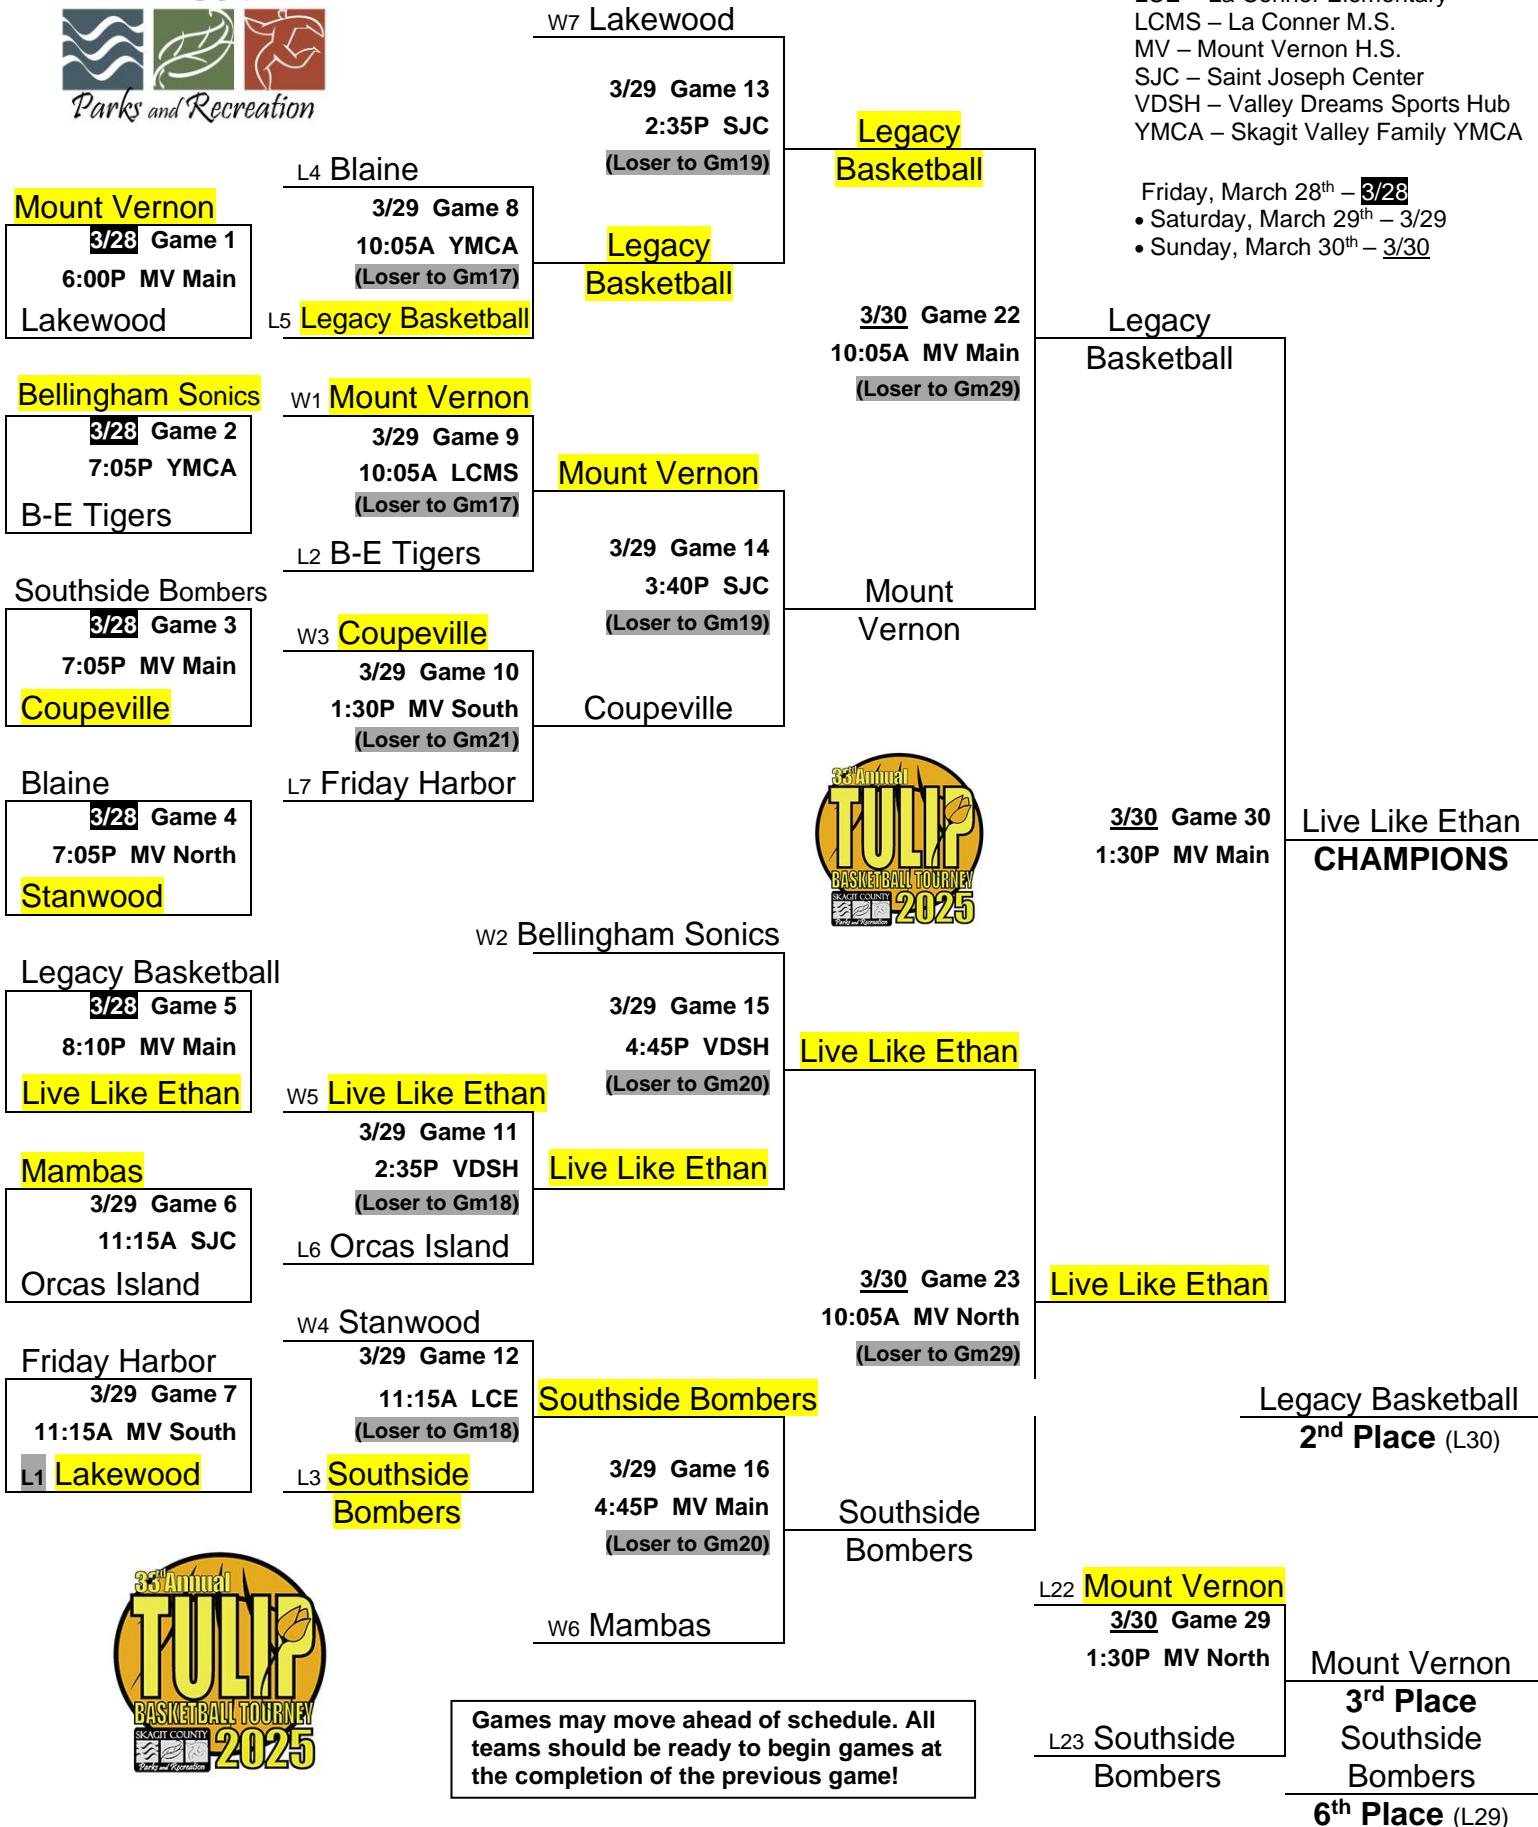 Parks and Recreation
LCMS – La Conner M.S.
MV – Mount Vernon H.S.
SJC – Saint Joseph Center
VDSH – Valley Dreams Sports Hub
YMCA – Skagit Valley Family YMCA
Friday, March 28th – 3/28
• Saturday, March 29th – 3/29
• Sunday, March 30th – 3/30
Mount Vernon
3/28 Game 1
6:00P MV Main
Lakewood
Bellingham Sonics
3/28 Game 2
7:05P YMCA
B-E Tigers
Southside Bombers
3/28 Game 3
7:05P MV Main
Coupeville
Blaine
3/28 Game 4
7:05P MV North
Stanwood
Legacy Basketball
3/28 Game 5
8:10P MV Main
Live Like Ethan
Mambas
3/29 Game 6
11:15A SJC
Orcas Island
Friday Harbor
3/29 Game 7
11:15A MV South
L1 Lakewood
L4 Blaine
3/29 Game 8
10:05A YMCA
(Loser to Gm17)
L5 Legacy Basketball
W1 Mount Vernon
3/29 Game 9
10:05A LCMS
(Loser to Gm17)
L2 B-E Tigers
W3 Coupeville
3/29 Game 10
1:30P MV South
(Loser to Gm21)
L7 Friday Harbor
W5 Live Like Ethan
3/29 Game 11
2:35P VDSH
(Loser to Gm18)
L6 Orcas Island
W4 Stanwood
3/29 Game 12
11:15A LCE
(Loser to Gm18)
L3 Southside
Bombers
W7 Lakewood
3/29 Game 13
2:35P SJC
(Loser to Gm19)
Legacy
Basketball
Mount Vernon
3/29 Game 14
3:40P SJC
(Loser to Gm19)
Coupeville
W2 Bellingham Sonics
3/29 Game 15
4:45P VDSH
(Loser to Gm20)
Live Like Ethan
Southside Bombers
3/29 Game 16
4:45P MV Main
(Loser to Gm20)
W6 Mambas
Legacy
Basketball
3/30 Game 22
10:05A MV Main
(Loser to Gm29)
Mount
Vernon
Live Like Ethan
3/30 Game 23
10:05A MV North
(Loser to Gm29)
Southside
Bombers
Legacy
Basketball
3/30 Game 30
1:30P MV Main
Live Like Ethan
Live Like Ethan
CHAMPIONS
Legacy Basketball
2nd Place (L30)
L22 Mount Vernon
3/30 Game 29
1:30P MV North
L23 Southside
Bombers
Mount Vernon
3rd Place
Southside
Bombers
6th Place (L29)
33rd Annual
TULIP
BASKETBALL TOURNEY
SKAGIT COUNTY
Parks and Recreation
2025
33rd Annual
TULIP
BASKETBALL TOURNEY
SKAGIT COUNTY
Parks and Recreation
2025
Games may move ahead of schedule. All
teams should be ready to begin games at
the completion of the previous game!